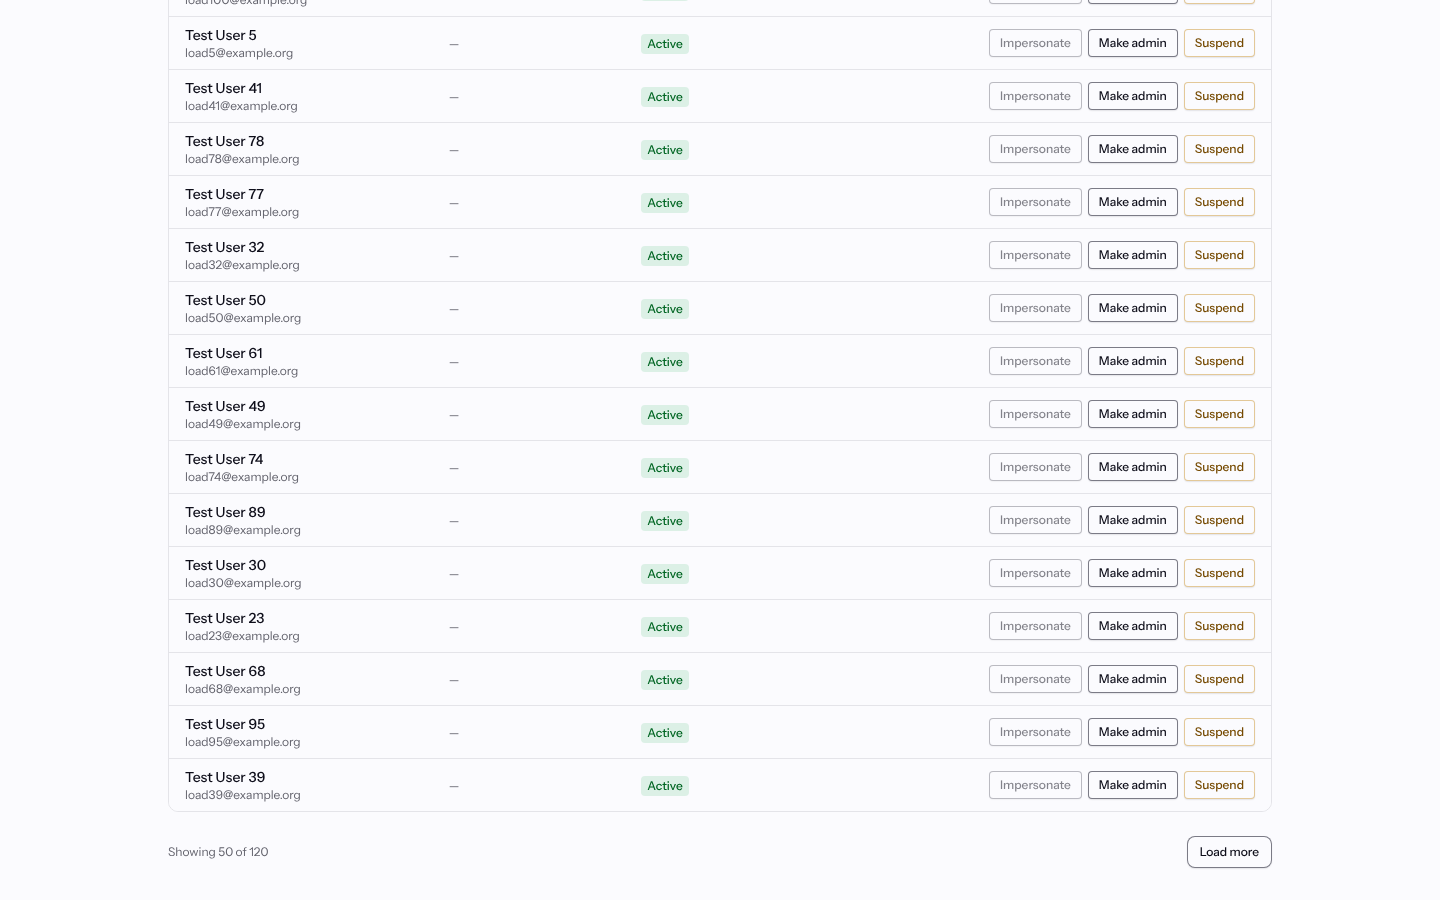 load100@example.org
Test User 5
load5@example.org
— Active Impersonate Make admin Suspend
Test User 41
load41@example.org
— Active Impersonate Make admin Suspend
Test User 78
load78@example.org
— Active Impersonate Make admin Suspend
Test User 77
load77@example.org
— Active Impersonate Make admin Suspend
Test User 32
load32@example.org
— Active Impersonate Make admin Suspend
Test User 50
load50@example.org
— Active Impersonate Make admin Suspend
Test User 61
load61@example.org
— Active Impersonate Make admin Suspend
Test User 49
load49@example.org
— Active Impersonate Make admin Suspend
Test User 74
load74@example.org
— Active Impersonate Make admin Suspend
Test User 89
load89@example.org
— Active Impersonate Make admin Suspend
Test User 30
load30@example.org
— Active Impersonate Make admin Suspend
Test User 23
load23@example.org
— Active Impersonate Make admin Suspend
Test User 68
load68@example.org
— Active Impersonate Make admin Suspend
Test User 95
load95@example.org
— Active Impersonate Make admin Suspend
Test User 39
load39@example.org
— Active Impersonate Make admin Suspend
Showing 50 of 120 Load more